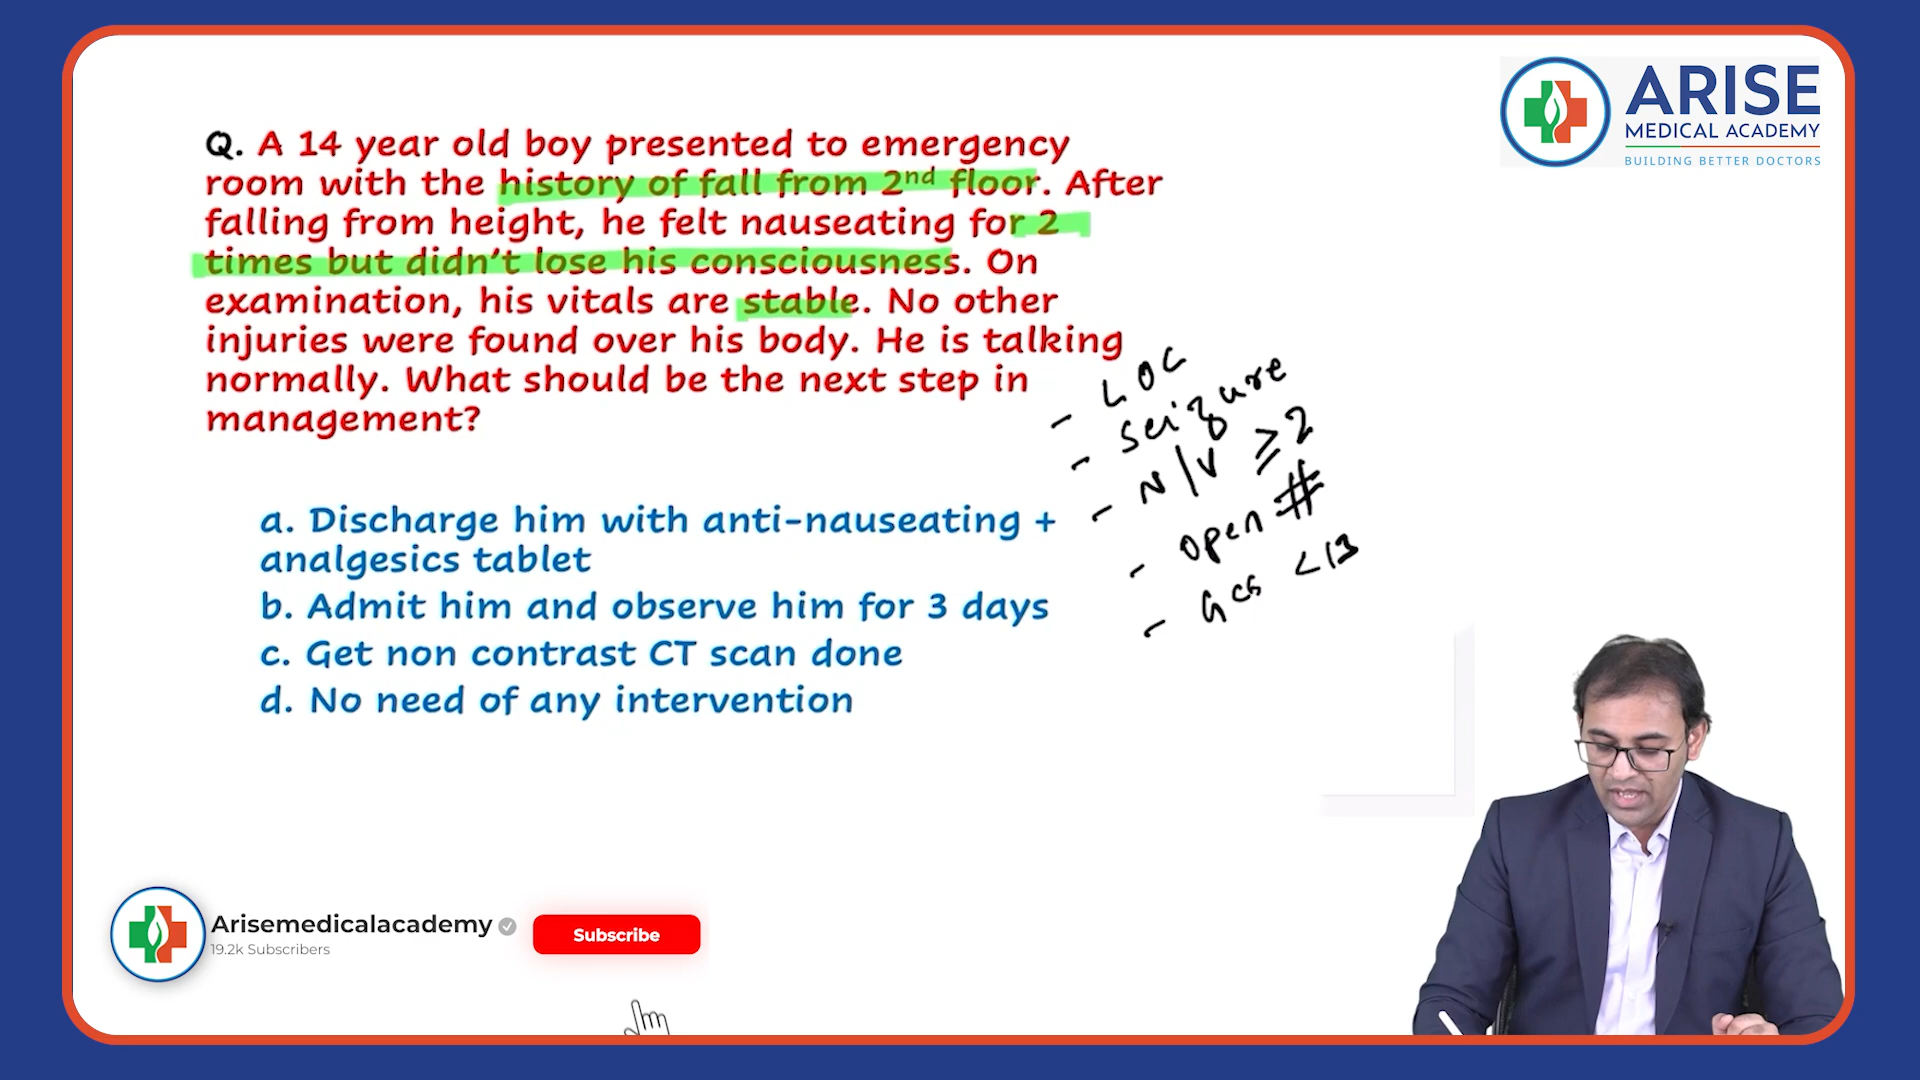 ARISE
MEDICAL ACADEMY
BUILDING BETTER DOCTORS
Q. A 14 year old boy presented to emergency
room with the history of fall from 2nd floor. After
falling from height, he felt nauseating for 2
times but didn't lose his consciousness. On
examination, his vitals are stable. No other
injuries were found over his body. He is talking
normally. What should be the next step in
management?
- LOC
- Seizure
- N/V ≥2
- open #
- GCS <13
a. Discharge him with anti-nauseating +
analgesics tablet
b. Admit him and observe him for 3 days
c. Get non contrast CT scan done
d. No need of any intervention
Arisemedicalacademy
19.2k Subscribers
Subscribe